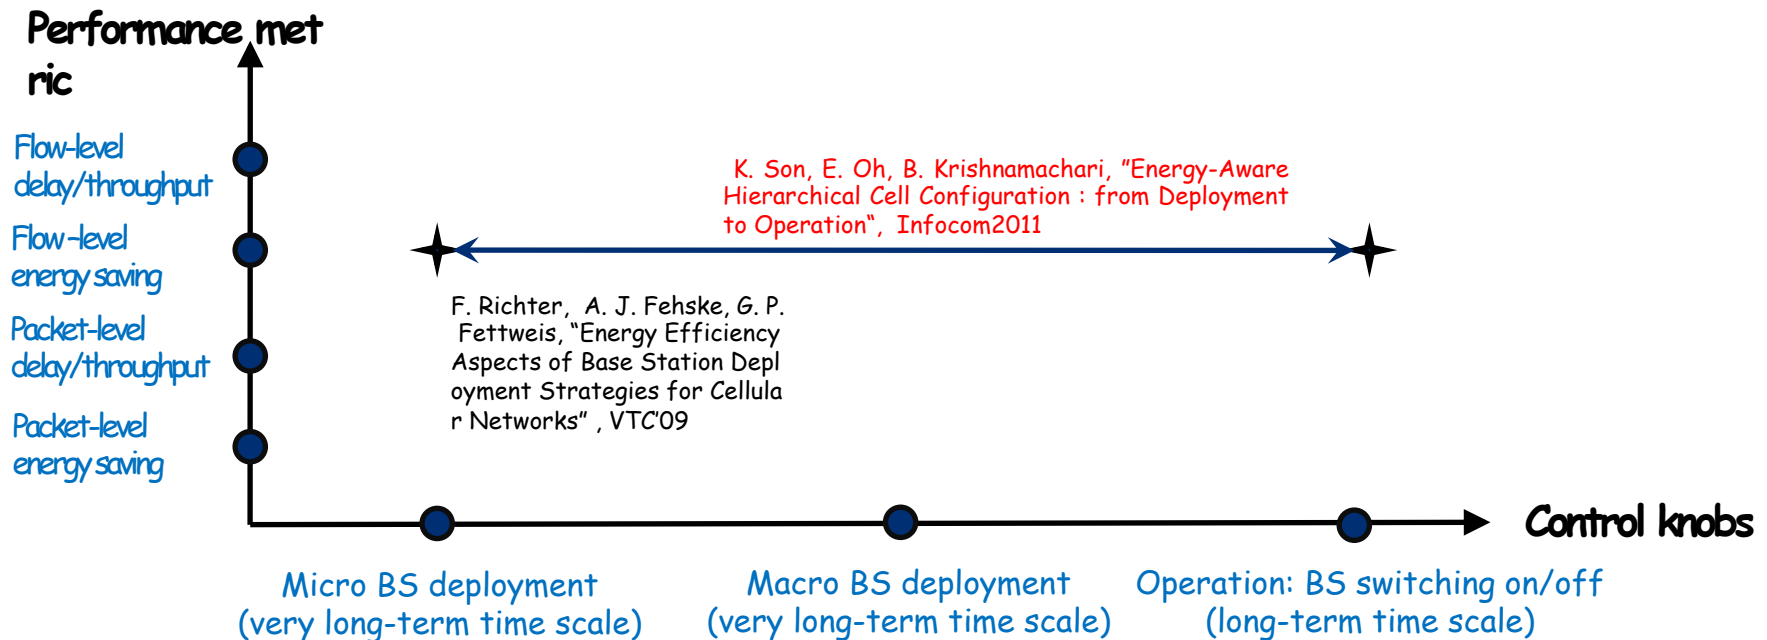 Performance met
ric
Flow-level
delay/throughput
Flow-level
energy saving
Packet-level
delay/throughput
Packet-level
energy saving
K. Son, E. Oh, B. Krishnamachari, "Energy-Aware
Hierarchical Cell Configuration : from Deployment
to Operation“, Infocom2011
F. Richter, A. J. Fehske, G. P.
Fettweis, “Energy Efficiency
Aspects of Base Station Depl
oyment Strategies for Cellula
r Networks” , VTC’09
Control knobs
Micro BS deployment
(very long-term time scale)
Macro BS deployment
(very long-term time scale)
Operation: BS switching on/off
(long-term time scale)